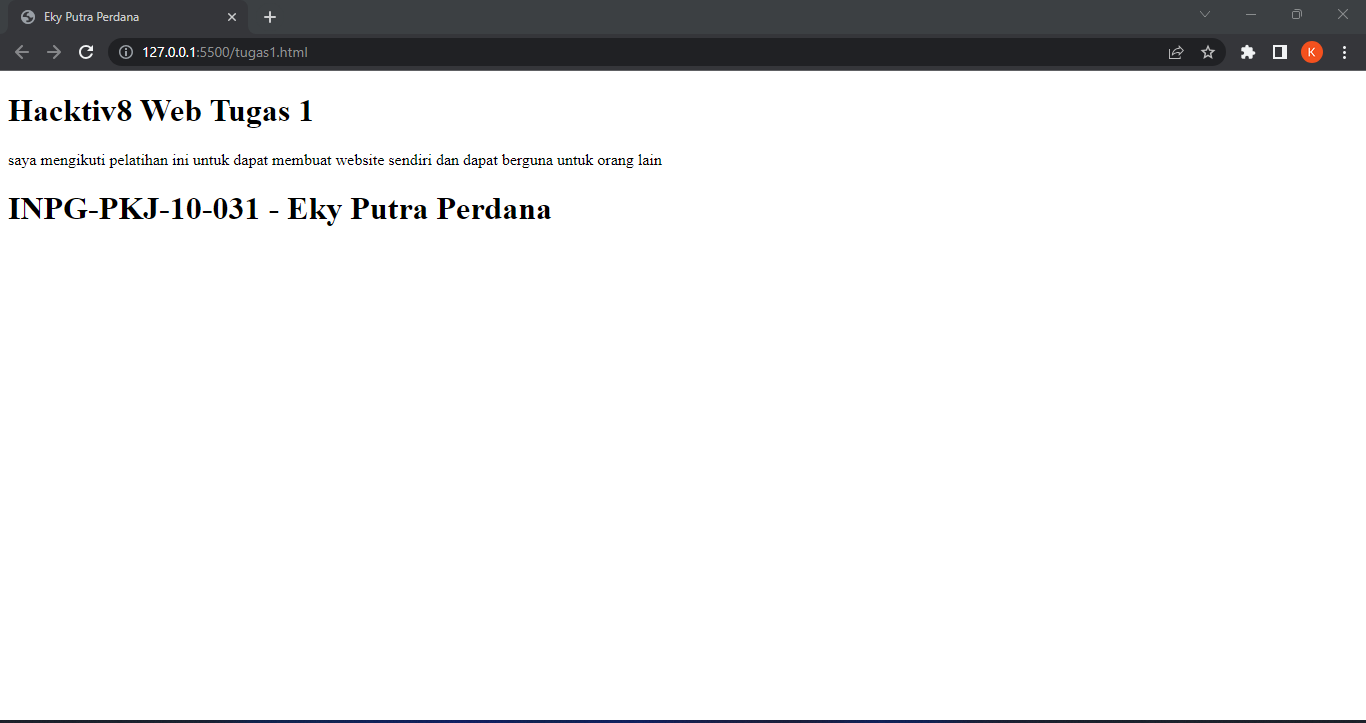 Eky Putra Perdana
127.0.0.1:5500/tugas1.html
K
Hacktiv8 Web Tugas 1
saya mengikuti pelatihan ini untuk dapat membuat website sendiri dan dapat berguna untuk orang lain
INPG-PKJ-10-031 - Eky Putra Perdana